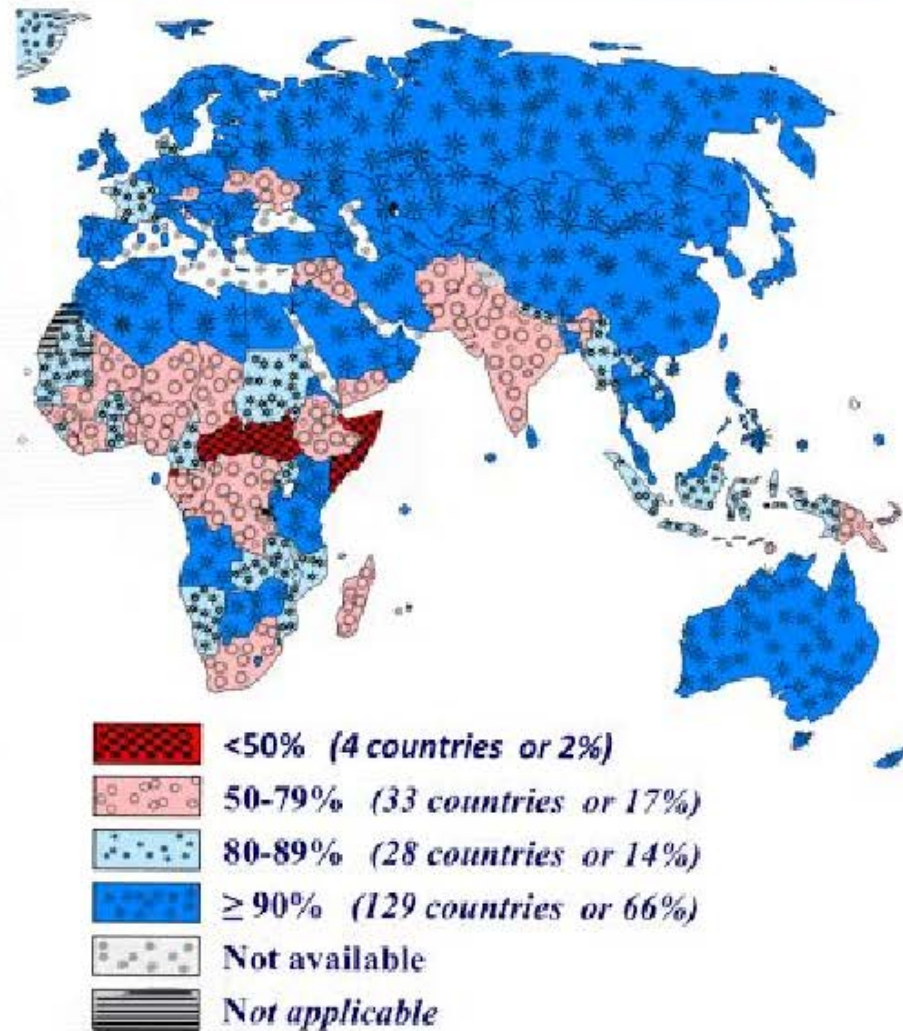 <50% (4 countries or 2%)
50-79% (33 countries or 17%)
80-89% (28 countries or 14%)
≥ 90% (129 countries or 66%)
Not available
Not applicable